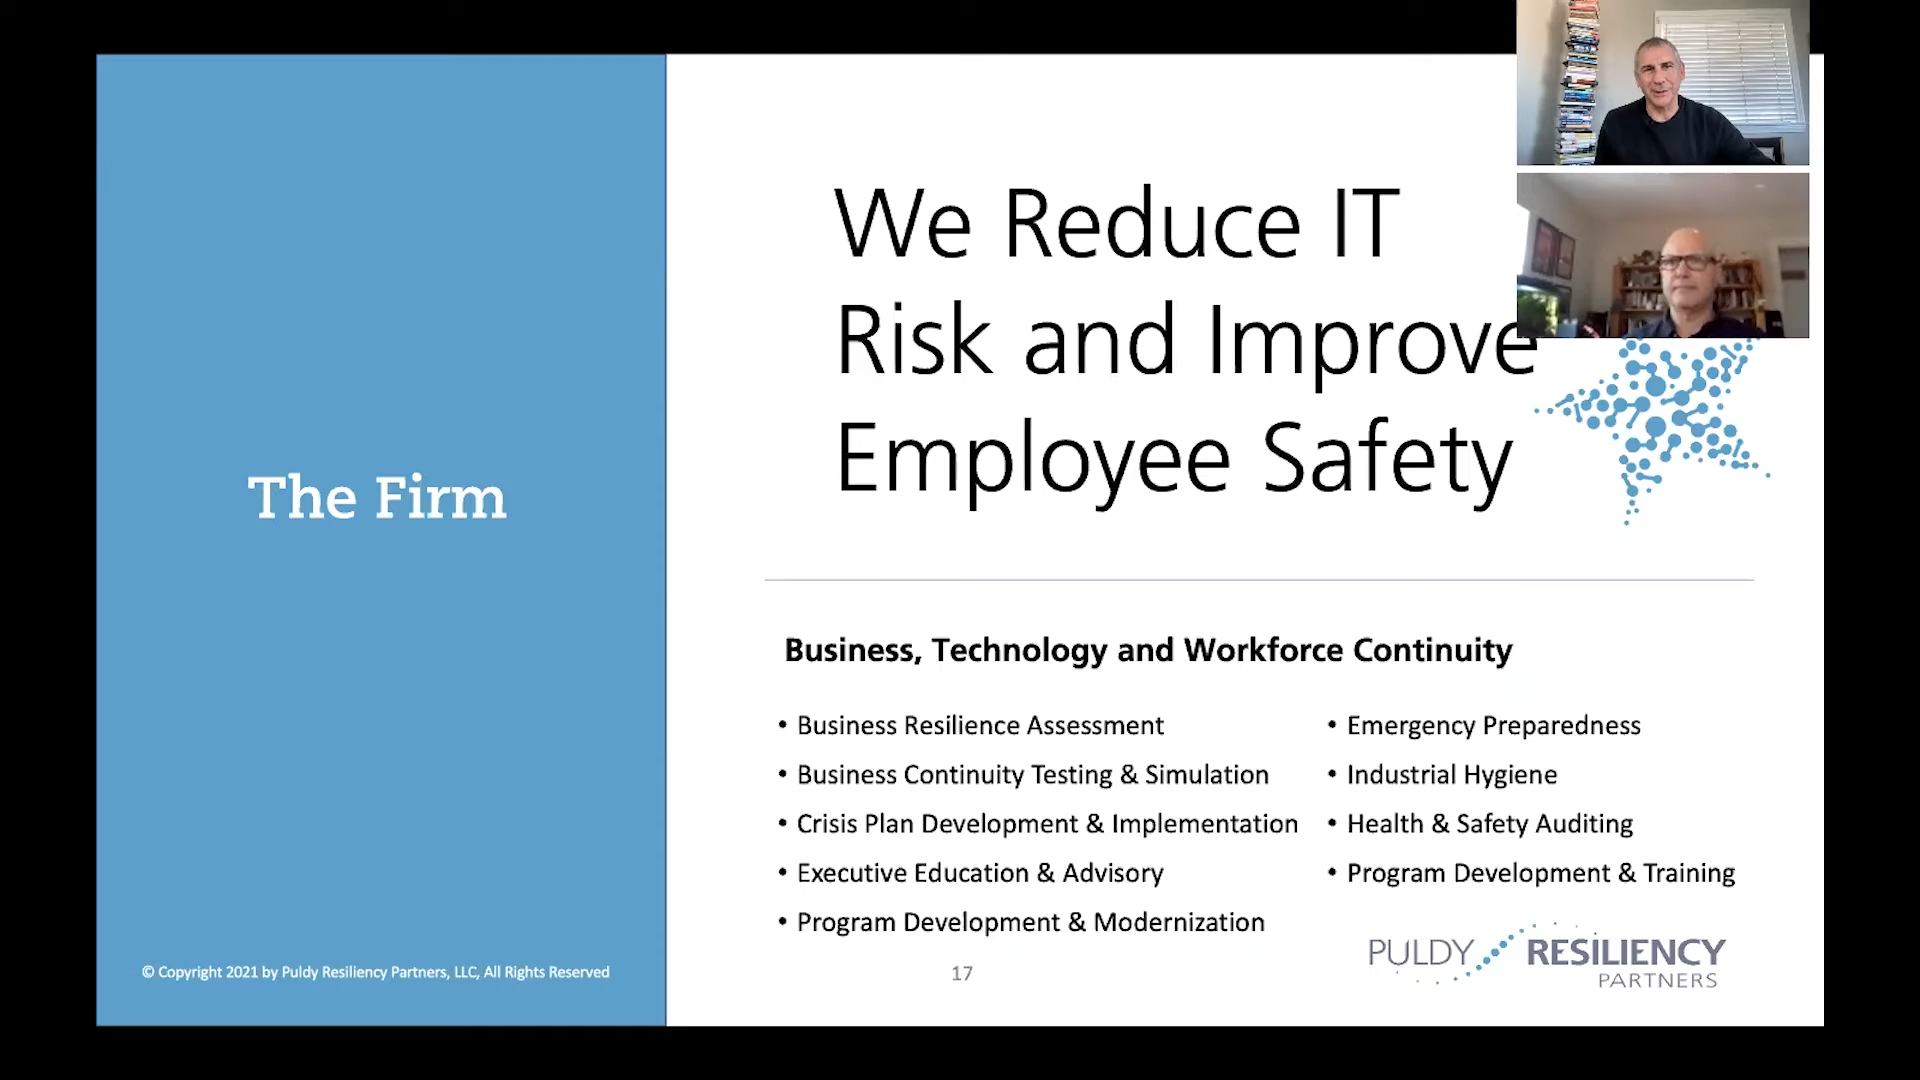 The Firm
© Copyright 2021 by Puldy Resiliency Partners, LLC, All Rights Reserved
We Reduce IT
Risk and Improve
Employee Safety
Business, Technology and Workforce Continuity
• Business Resilience Assessment
• Business Continuity Testing & Simulation
• Crisis Plan Development & Implementation
• Executive Education & Advisory
• Program Development & Modernization
• Emergency Preparedness
• Industrial Hygiene
• Health & Safety Auditing
• Program Development & Training
17
PULDY RESILIENCY
PARTNERS